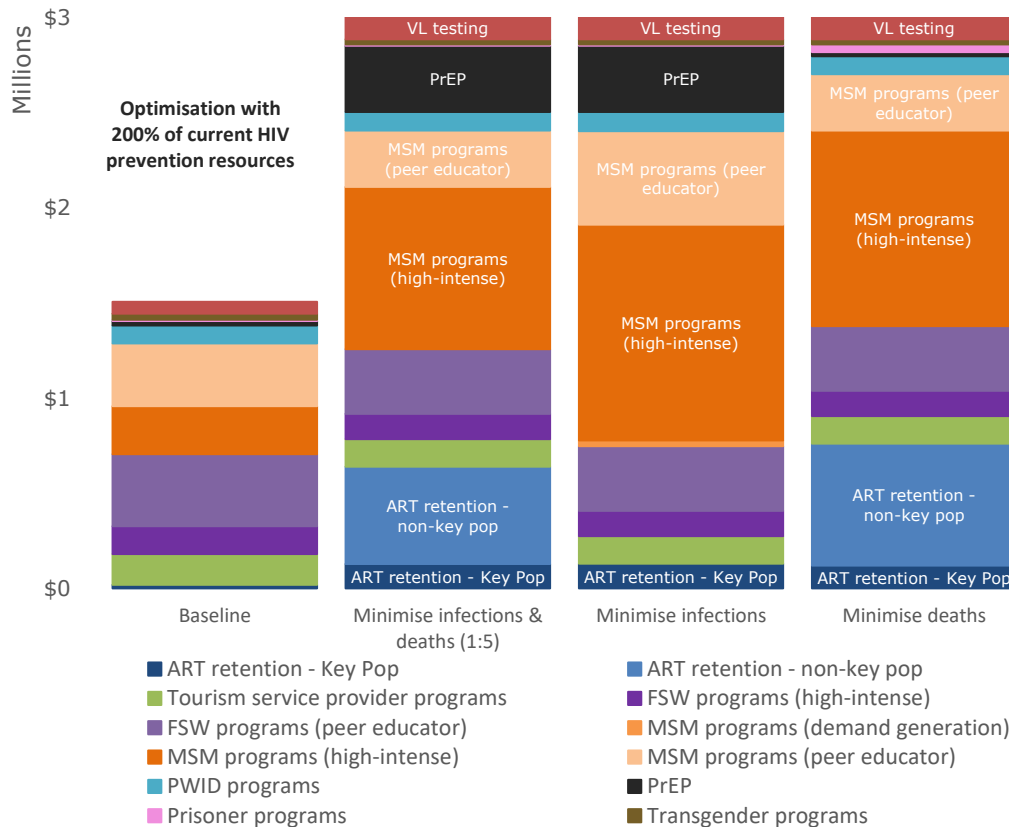 $3
Millions
$2
$1
$0
Optimisation with
200% of current HIV
prevention resources
VL testing
PrEP
MSM programs
(peer educator)
MSM programs
(high-intense)
ART retention -
non-key pop
ART retention - Key Pop
VL testing
PrEP
MSM programs (peer
educator)
MSM programs
(high-intense)
ART retention - Key Pop
VL testing
MSM programs (peer
educator)
MSM programs
(high-intense)
ART retention -
non-key pop
ART retention - Key Pop
Baseline
Minimise infections &
deaths (1:5)
Minimise infections
Minimise deaths
ART retention - Key Pop
ART retention - non-key pop
Tourism service provider programs
FSW programs (high-intense)
FSW programs (peer educator)
MSM programs (demand generation)
MSM programs (high-intense)
MSM programs (peer educator)
PWID programs
PrEP
Prisoner programs
Transgender programs